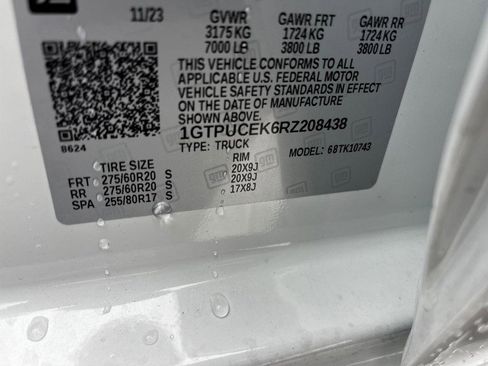 11/23 GVWR GAWR FRT GAWR RR
3175 KG 1724 KG 1724 KG
7000 LB 3800 LB 3800 LB
THIS VEHICLE CONFORMS TO ALL
APPLICABLE U.S. FEDERAL MOTOR
VEHICLE SAFETY STANDARDS IN EFFECT
ON THE DATE OF MANUFACTURE
SHOWN ABOVE.
1GTPUCEK6RZ208438
8624
TYPE: TRUCK MODEL: 68TK10743
TIRE SIZE RIM
FRT 275/60R20 S 20X9J
RR 275/60R20 S 20X9J
SPA 255/80R17 S 17X8J